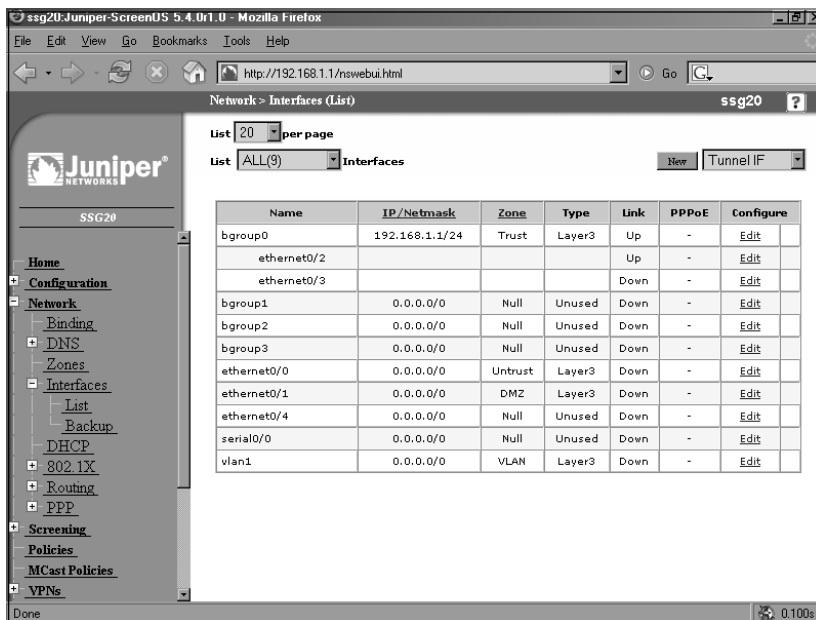 ssg20:Juniper-ScreenOS 5.4.0r1.0 - Mozilla Firefox
File Edit View Go Bookmarks Tools Help
http://192.168.1.1/nswebui.html Go G
Network > Interfaces (List) ssg20 ?
List 20 per page
List ALL(9) Interfaces New Tunnel IF
Juniper®
NETWORKS
SSG20
Home
Configuration
Network
Binding
DNS
Zones
Interfaces
List
Backup
DHCP
802.1X
Routing
PPP
Screening
Policies
MCast Policies
VPNs
Name IP/Netmask Zone Type Link PPPoE Configure
bgroup0 192.168.1.1/24 Trust Layer3 Up - Edit
ethernet0/2 Up - Edit
ethernet0/3 Down - Edit
bgroup1 0.0.0.0/0 Null Unused Down - Edit
bgroup2 0.0.0.0/0 Null Unused Down - Edit
bgroup3 0.0.0.0/0 Null Unused Down - Edit
ethernet0/0 0.0.0.0/0 Untrust Layer3 Down - Edit
ethernet0/1 0.0.0.0/0 DMZ Layer3 Down - Edit
ethernet0/4 0.0.0.0/0 Null Unused Down - Edit
serial0/0 0.0.0.0/0 Null Unused Down - Edit
vlan1 0.0.0.0/0 VLAN Layer3 Down - Edit
Done 0.100s